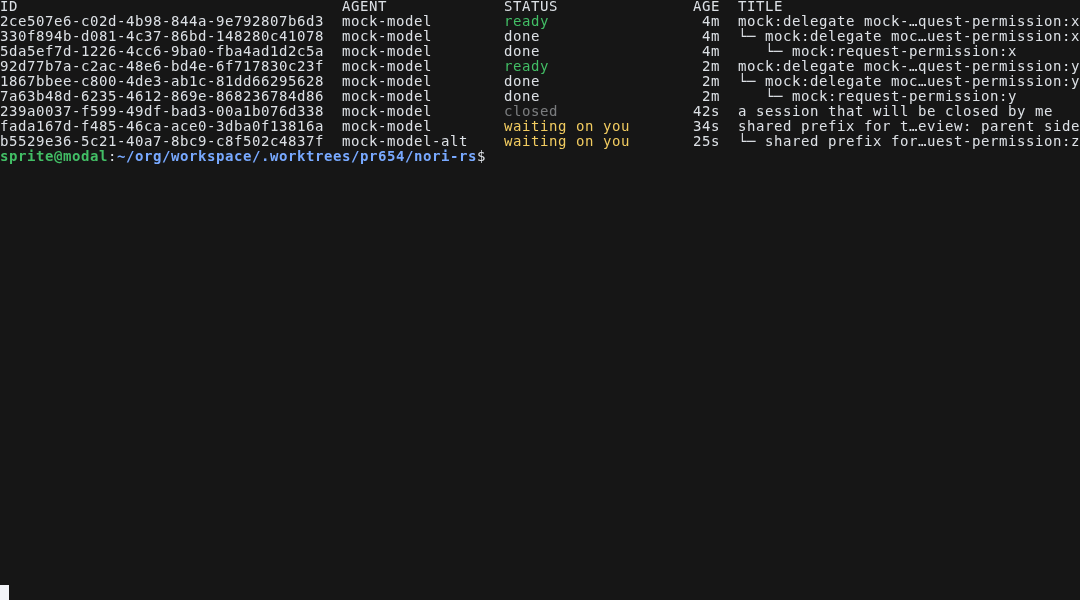 ID                                    AGENT             STATUS               AGE  TITLE
2ce507e6-c02d-4b98-844a-9e792807b6d3  mock-model        ready                 4m  mock:delegate mock-…quest-permission:x
330f894b-d081-4c37-86bd-148280c41078  mock-model        done                  4m  └─ mock:delegate moc…uest-permission:x
5da5ef7d-1226-4cc6-9ba0-fba4ad1d2c5a  mock-model        done                  4m     └─ mock:request-permission:x
92d77b7a-c2ac-48e6-bd4e-6f717830c23f  mock-model        ready                 2m  mock:delegate mock-…quest-permission:y
1867bbee-c800-4de3-ab1c-81dd66295628  mock-model        done                  2m  └─ mock:delegate moc…uest-permission:y
7a63b48d-6235-4612-869e-868236784d86  mock-model        done                  2m     └─ mock:request-permission:y
239a0037-f599-49df-bad3-00a1b076d338  mock-model        closed               42s  a session that will be closed by me
fada167d-f485-46ca-ace0-3dba0f13816a  mock-model        waiting on you       34s  shared prefix for t…eview: parent side
b5529e36-5c21-40a7-8bc9-c8f502c4837f  mock-model-alt    waiting on you       25s  └─ shared prefix for…uest-permission:z
sprite@modal:~/org/workspace/.worktrees/pr654/nori-rs$